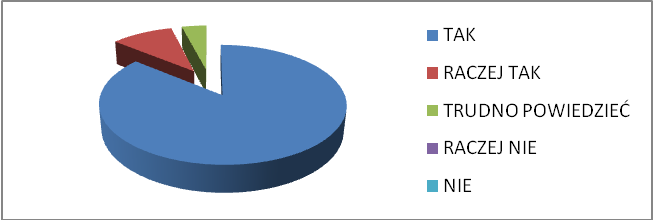 TAK
RACZEJ TAK
TRUDNO POWIEDZIEĆ
RACZEJ NIE
NIE